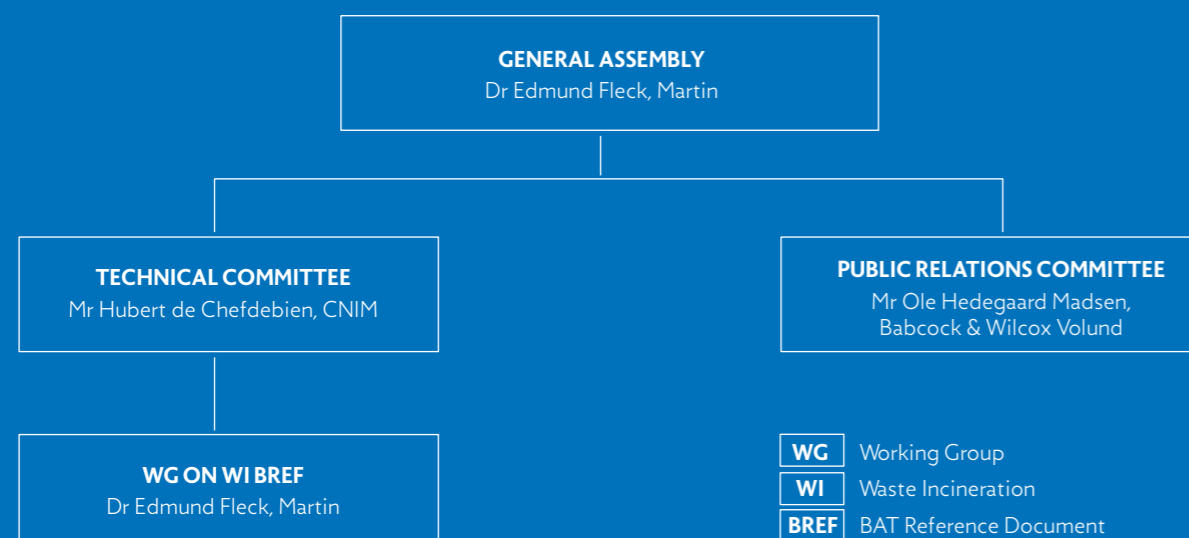 GENERAL ASSEMBLY
Dr Edmund Fleck, Martin
TECHNICAL COMMITTEE
Mr Hubert de Chefdebien, CNIM
PUBLIC RELATIONS COMMITTEE
Mr Ole Hedegaard Madsen,
Babcock & Wilcox Volund
WG ON WI BREF
Dr Edmund Fleck, Martin
WG Working Group
WI Waste Incineration
BREF BAT Reference Document